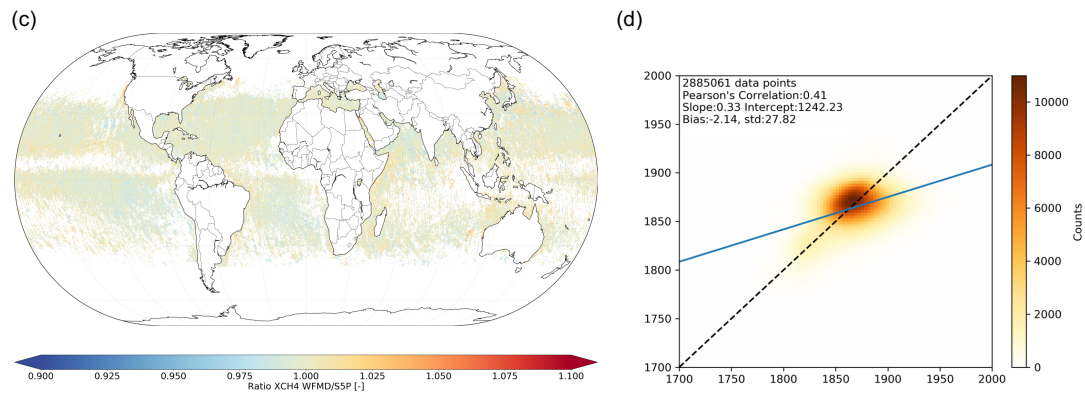 (c)
(d)
0.900 0.925 0.950 0.975 1.000 1.025 1.050 1.075 1.100
Ratio XCH4 WFMD/S5P [-]
2885061 data points
Pearson's Correlation:0.41
Slope:0.33 Intercept:1242.23
Bias:-2.14, std:27.82
2000
1950
1900
1850
1800
1750
1700
1700 1750 1800 1850 1900 1950 2000
10000
8000
6000
4000
2000
0
Counts